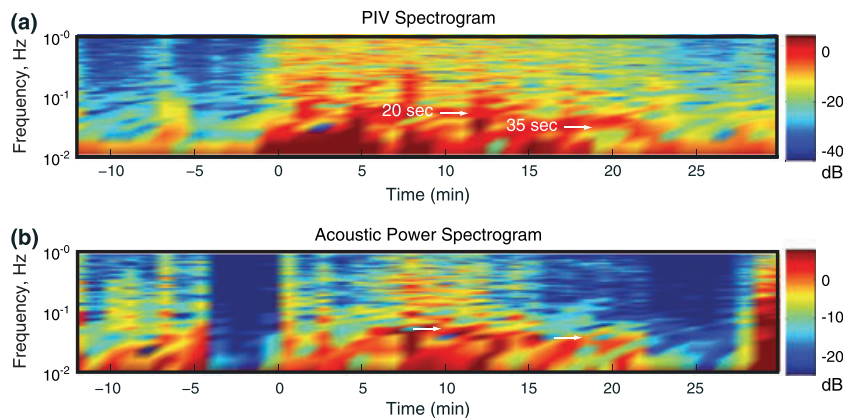 (a)
PIV Spectrogram
Frequency, Hz
10^-0
10^-1
10^-2
20 sec
35 sec
−10 −5 0 5 10 15 20 25
Time (min)
0
-20
-40
dB
(b)
Acoustic Power Spectrogram
Frequency, Hz
10^-0
10^-1
10^-2
−10 −5 0 5 10 15 20 25
Time (min)
0
-10
-20
dB